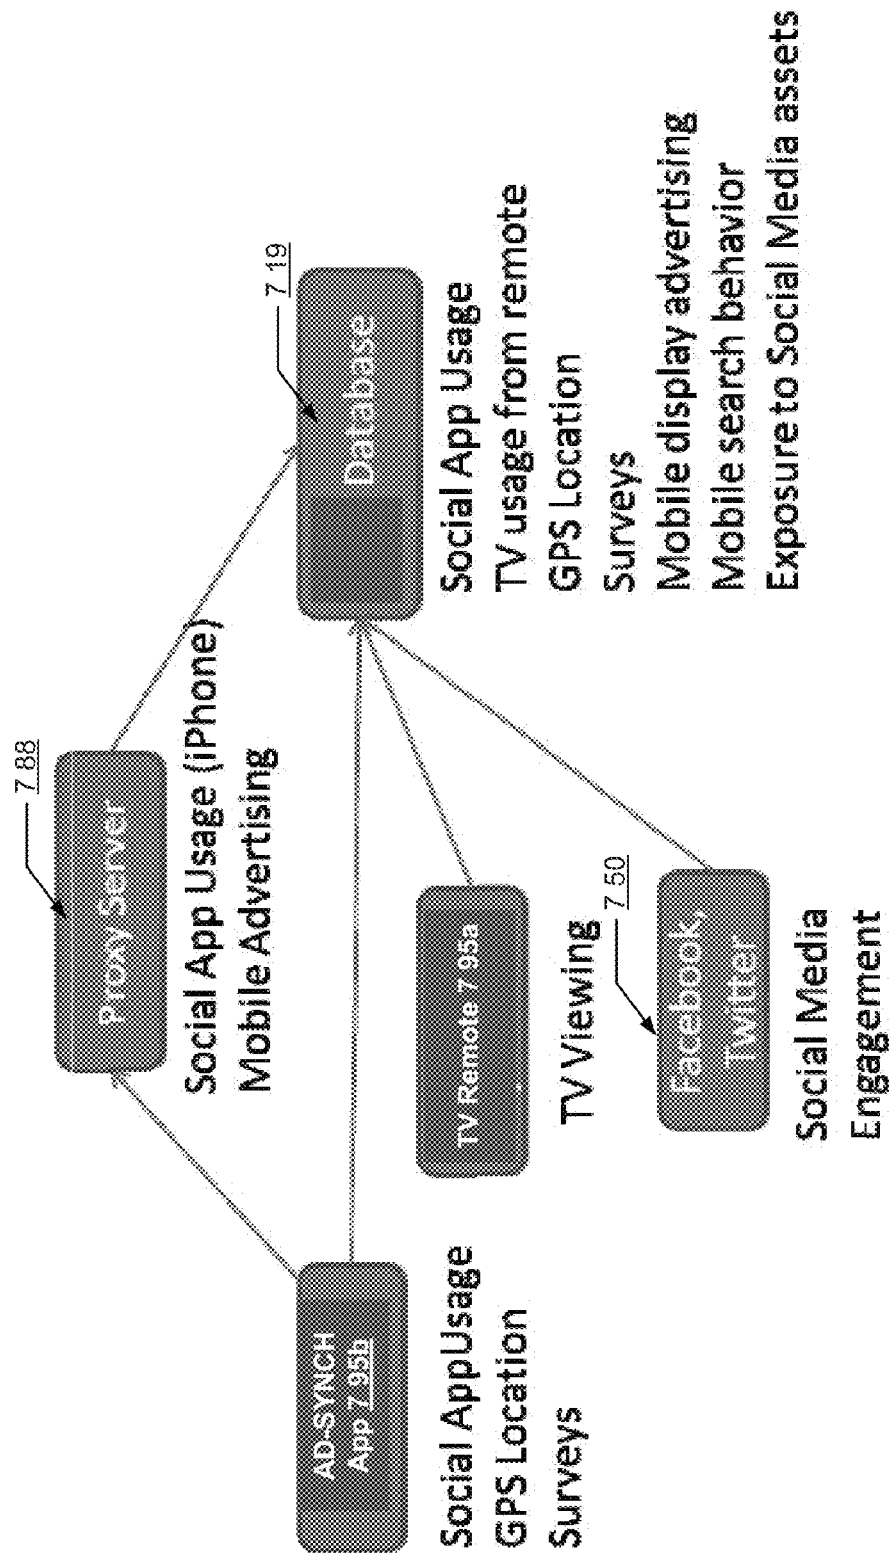 7 88
Proxy Server
Social App Usage (iPhone)
Mobile Advertising
7 19
Database
Social App Usage
TV usage from remote
GPS Location
Surveys
Mobile display advertising
Mobile search behavior
Exposure to Social Media assets
AD-SYNCH
App 7 95b
Social AppUsage
GPS Location
Surveys
TV Remote 7 95a
TV Viewing
7 50
Facebook,
Twitter
Social Media
Engagement